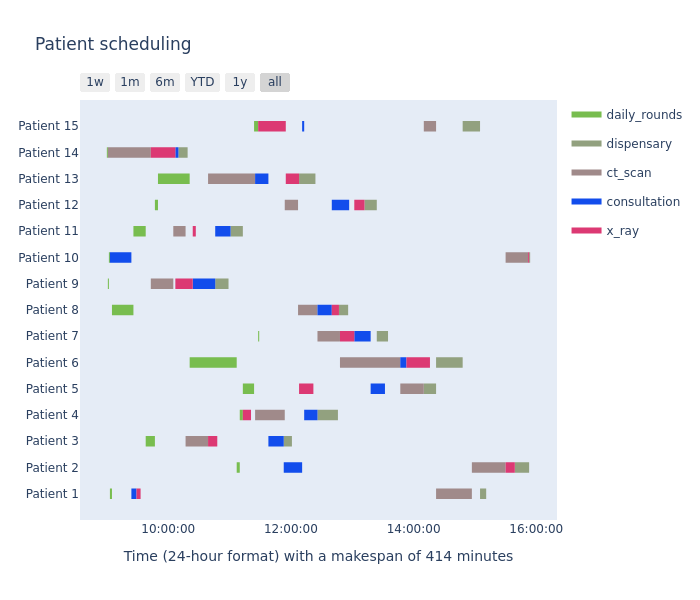 Patient scheduling
1w 1m 6m YTD 1y all
Patient 15
Patient 14
Patient 13
Patient 12
Patient 11
Patient 10
Patient 9
Patient 8
Patient 7
Patient 6
Patient 5
Patient 4
Patient 3
Patient 2
Patient 1
10:00:00 12:00:00 14:00:00 16:00:00
Time (24-hour format) with a makespan of 414 minutes
daily_rounds
dispensary
ct_scan
consultation
x_ray